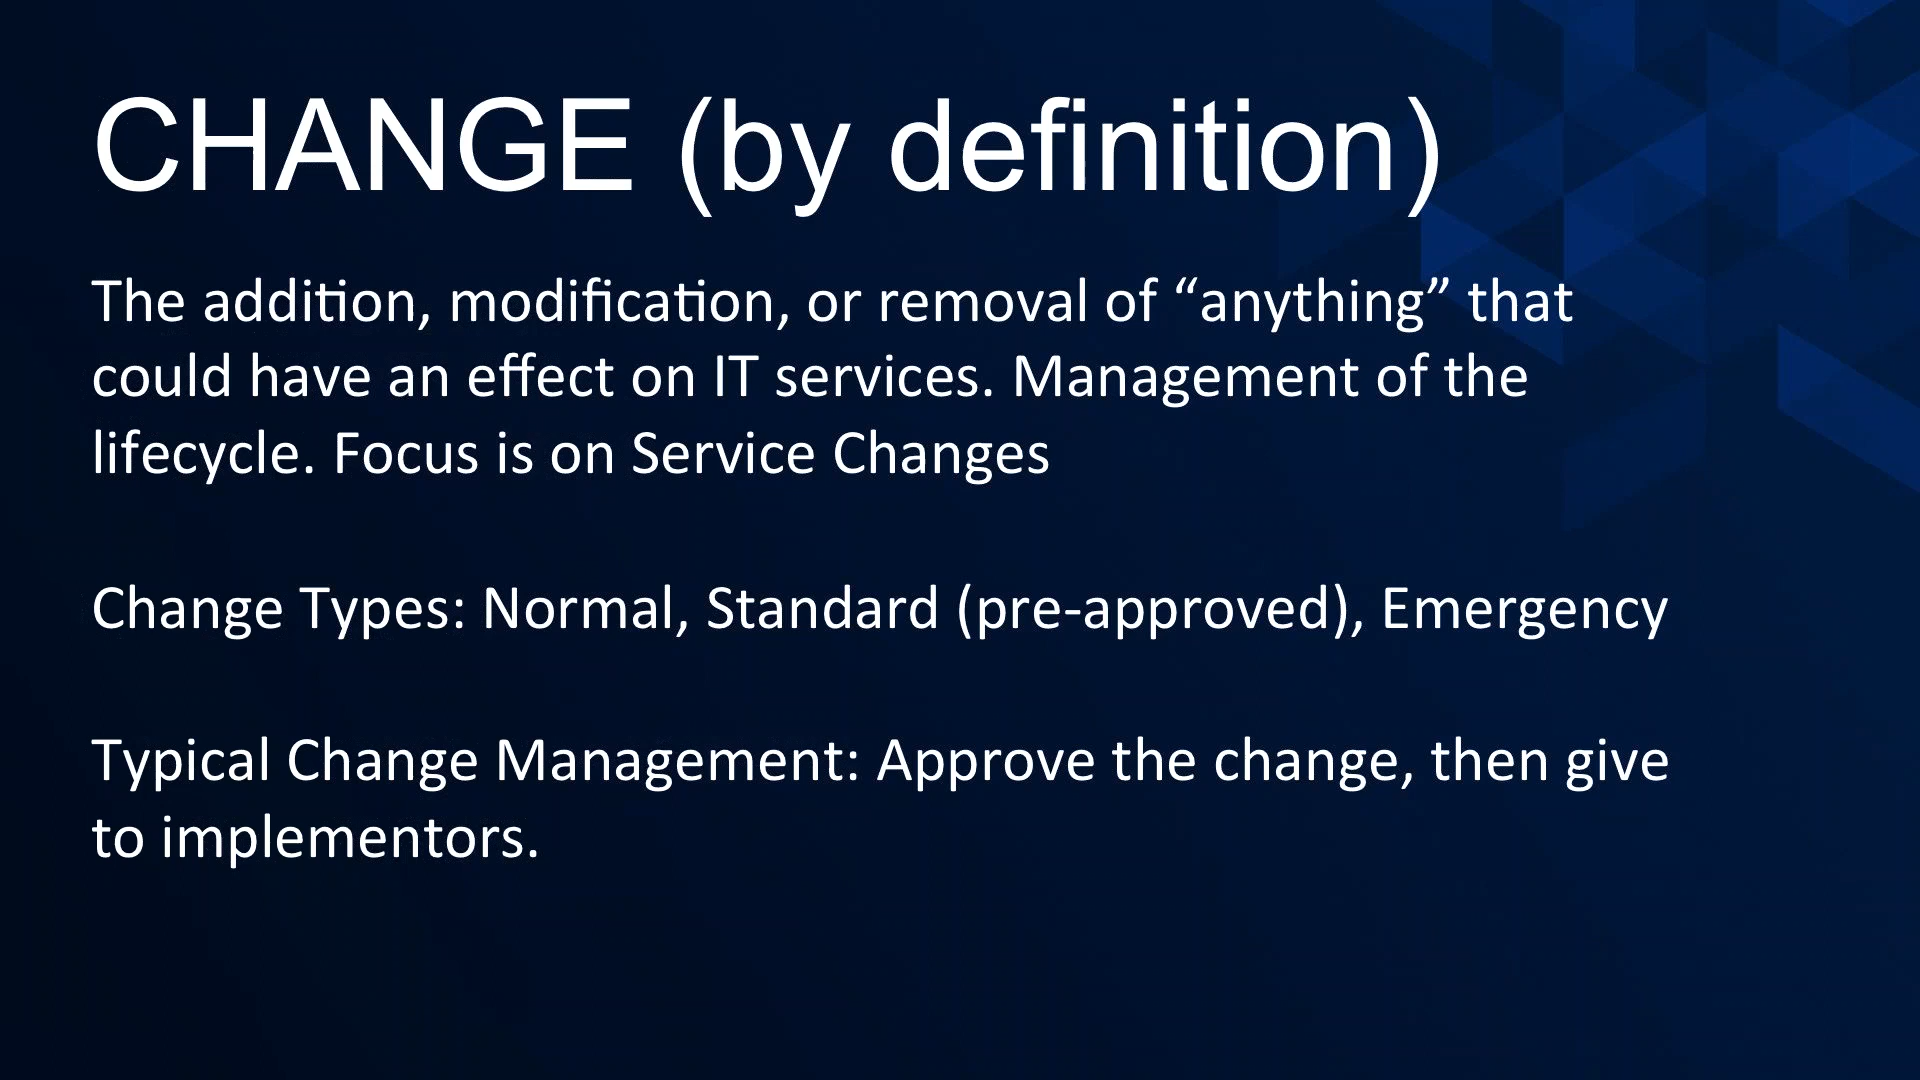 CHANGE (by definition)
The addition, modification, or removal of “anything” that
could have an effect on IT services. Management of the
lifecycle. Focus is on Service Changes
Change Types: Normal, Standard (pre-approved), Emergency
Typical Change Management: Approve the change, then give
to implementors.